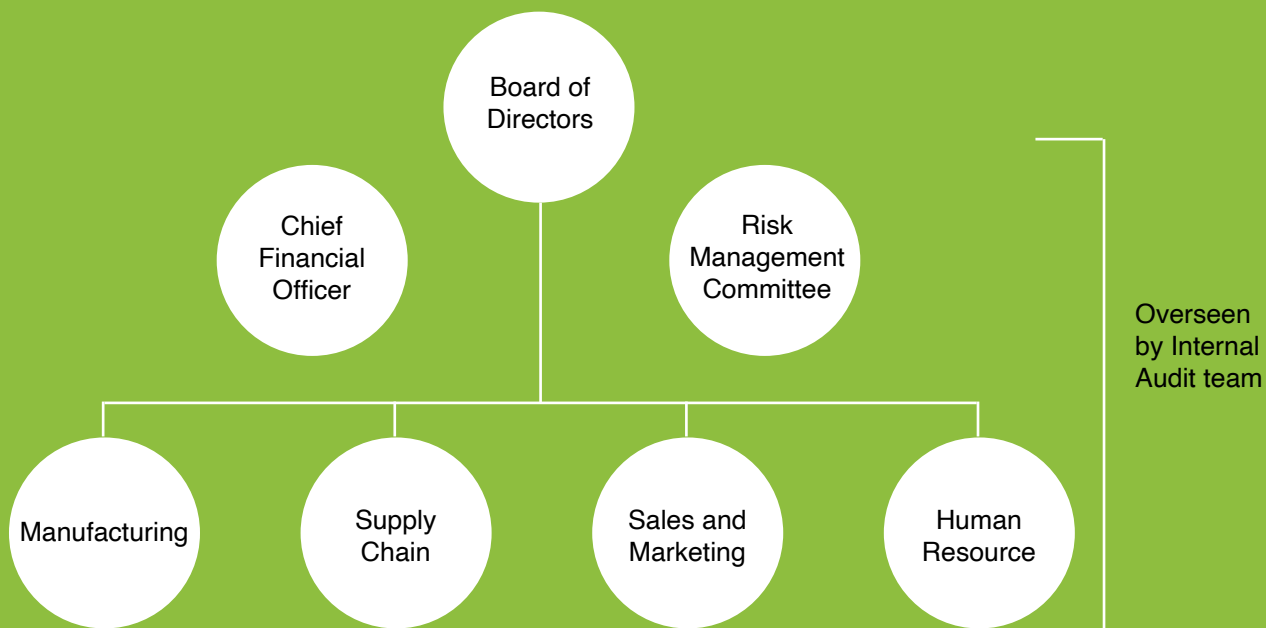 Board of
Directors
Chief
Financial
Officer
Risk
Management
Committee
Overseen
by Internal
Audit team
Manufacturing
Supply
Chain
Sales and
Marketing
Human
Resource